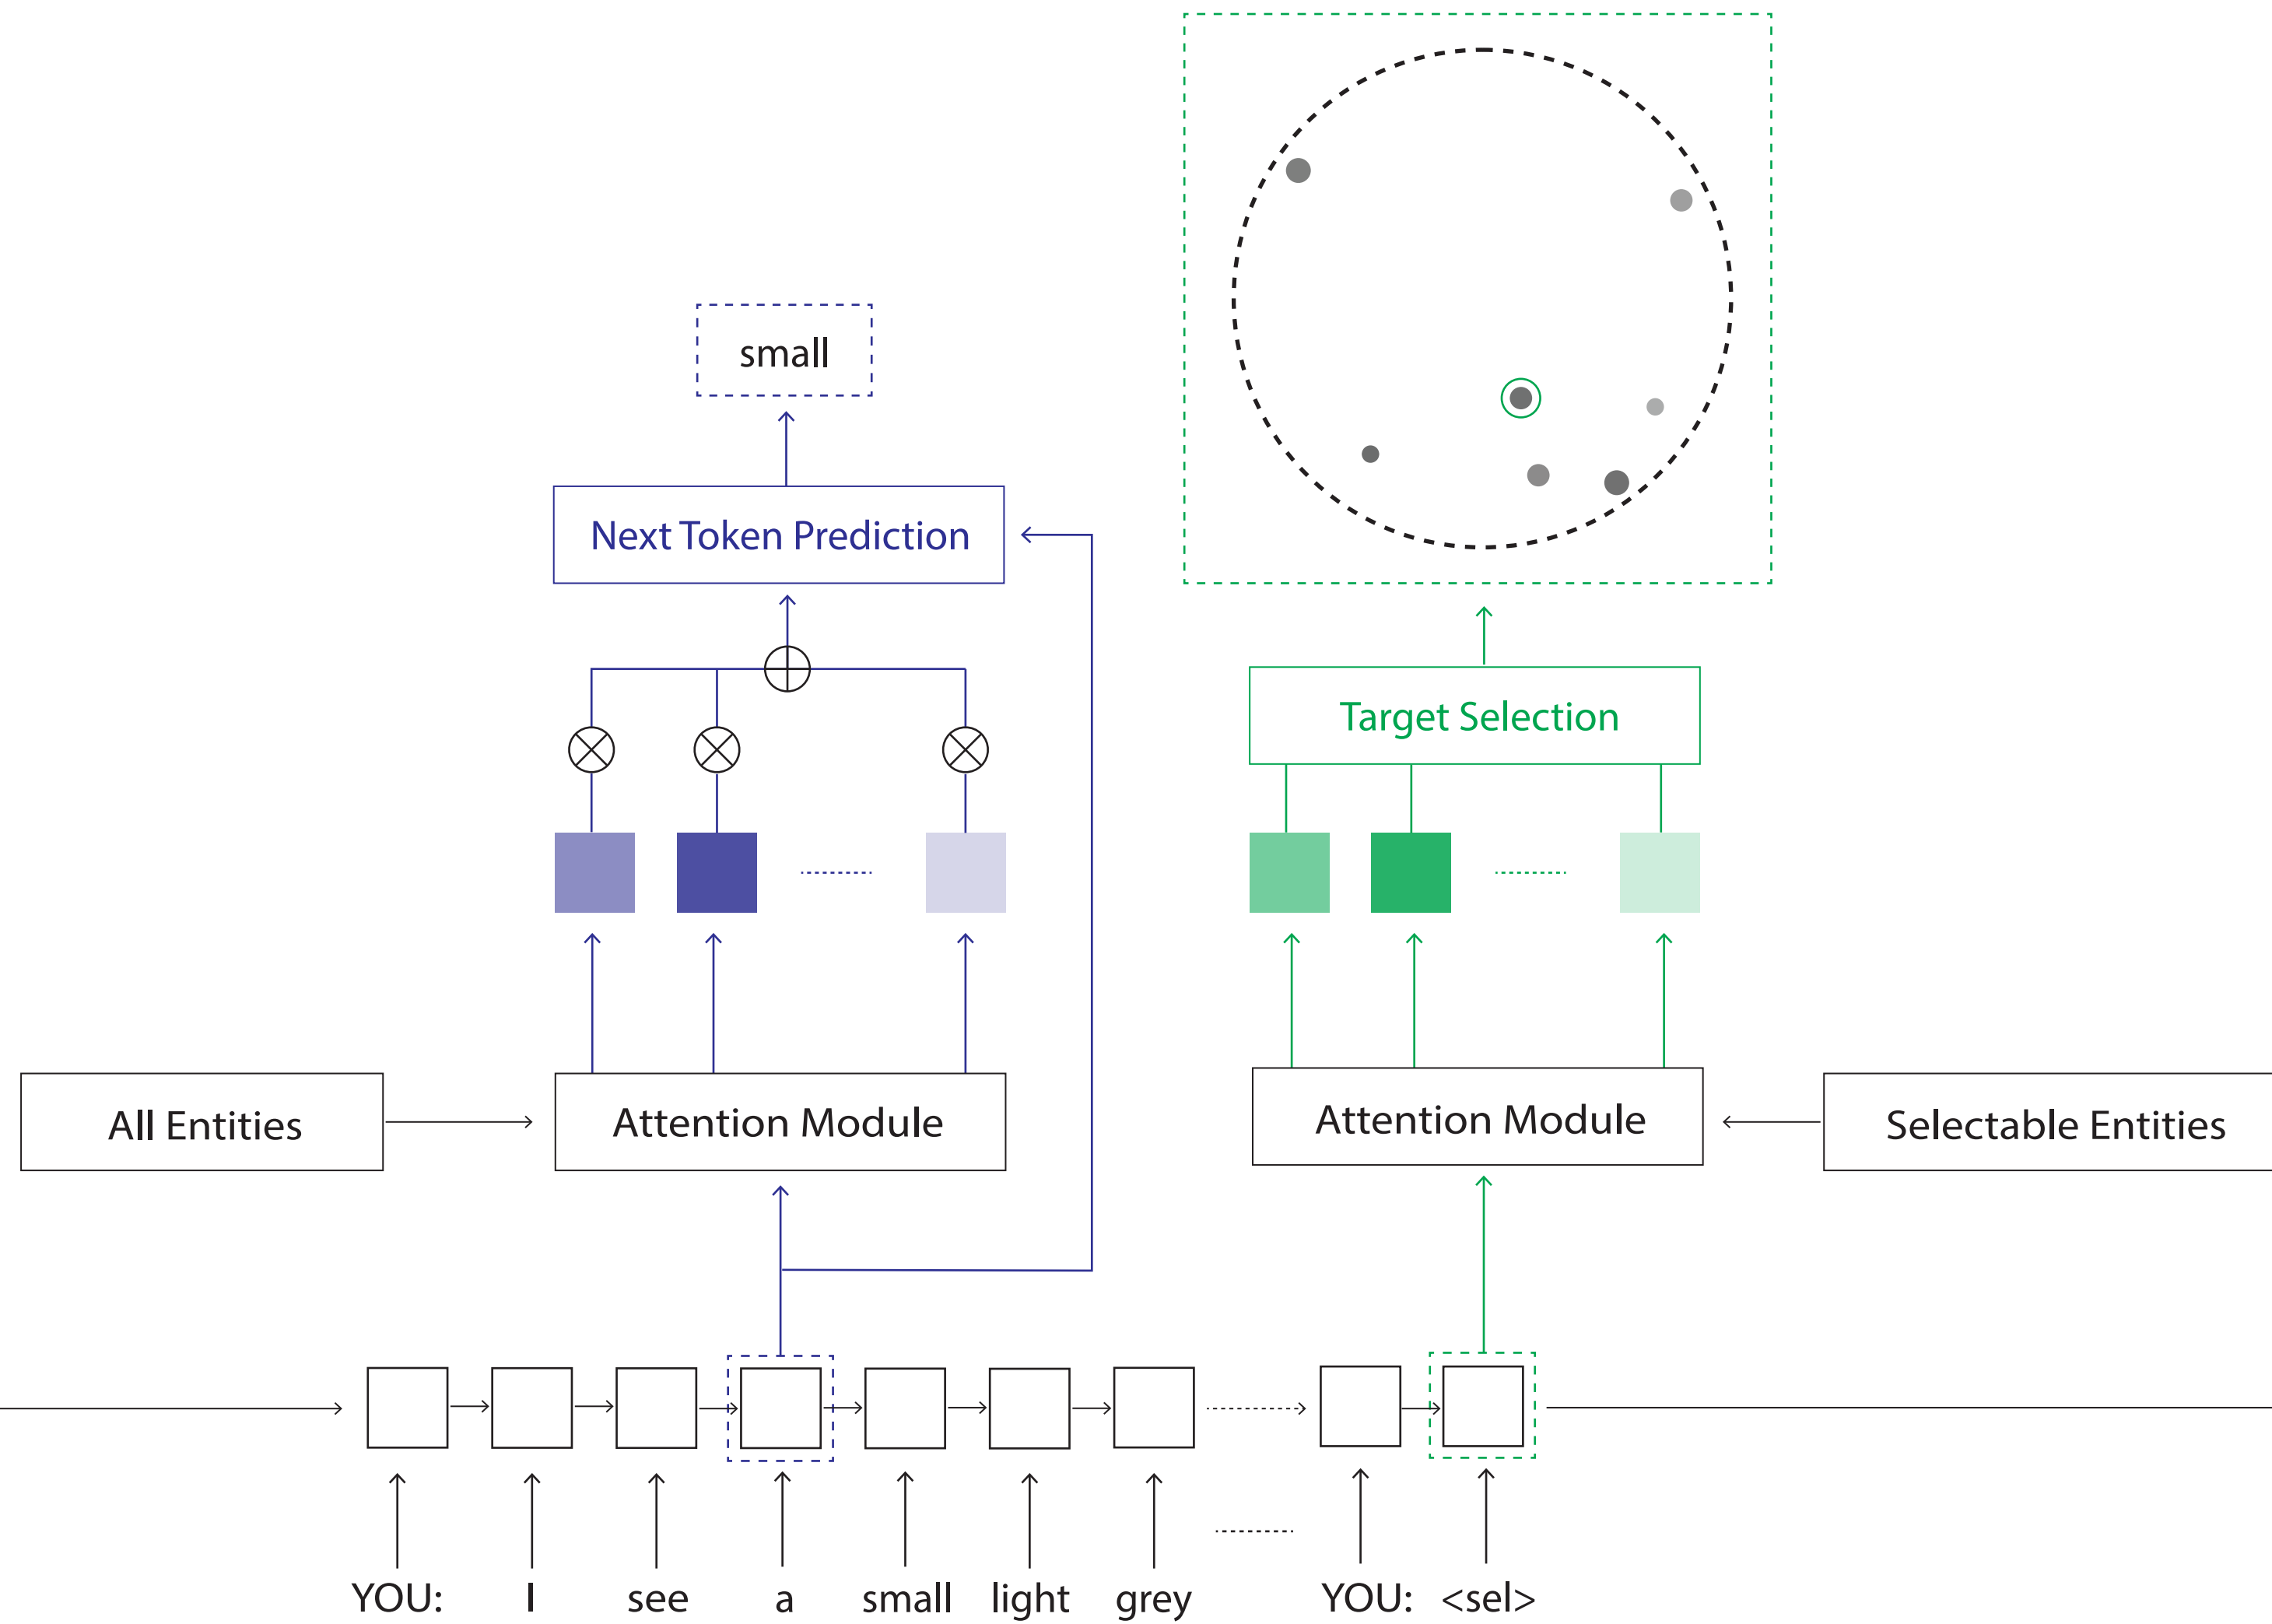 small
Next Token Prediction
Target Selection
All Entities
Attention Module
Attention Module
Selectable Entities
YOU: I see a small light grey YOU: <sel>